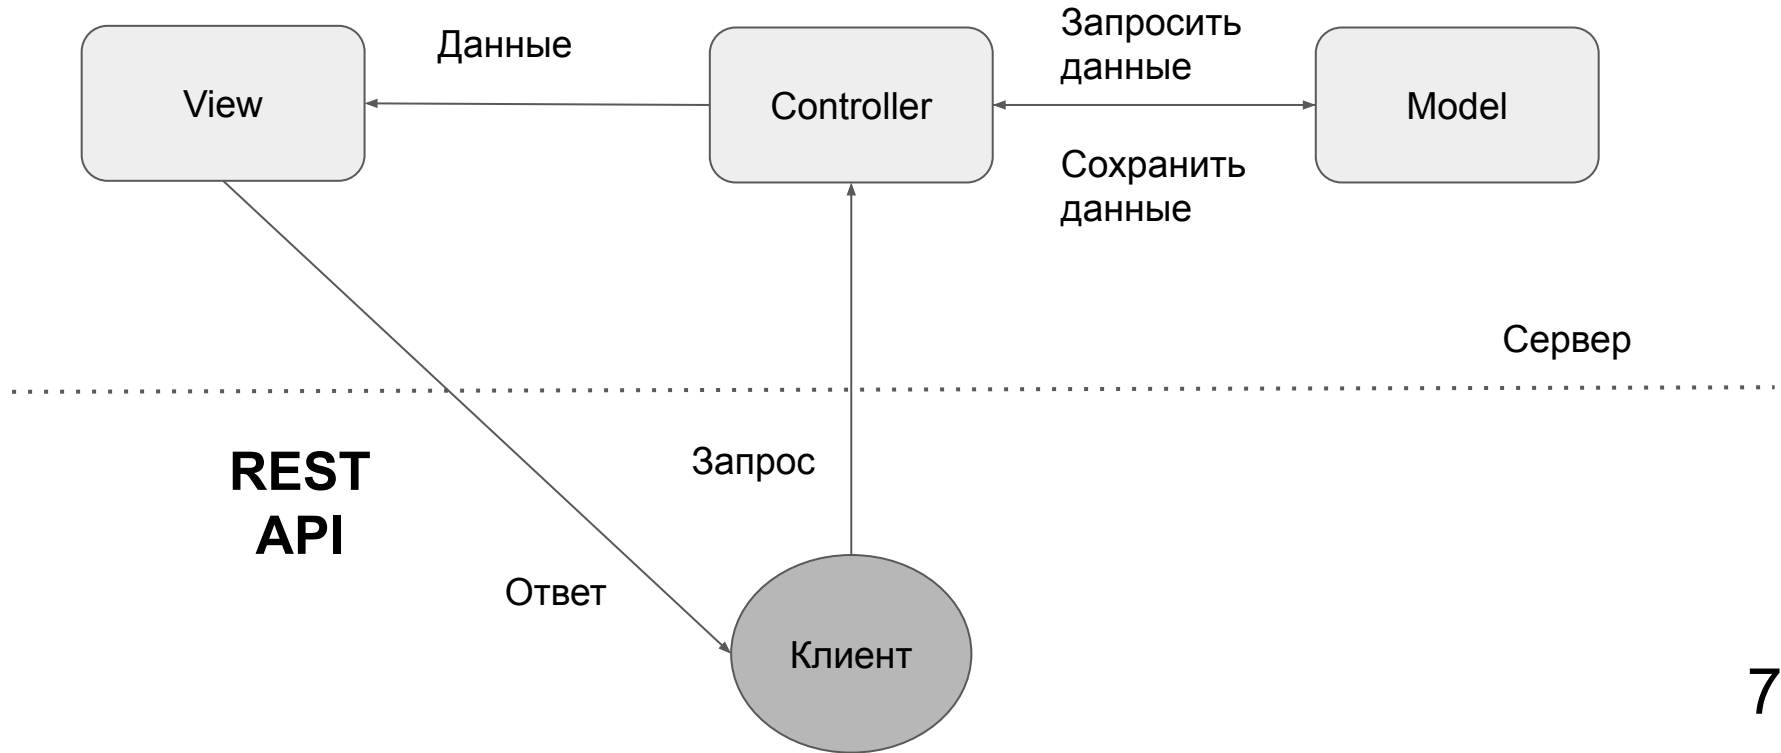 Данные
Запросить
данные
View
Controller
Model
Сохранить
данные
Сервер
REST
API
Запрос
Ответ
Клиент
7